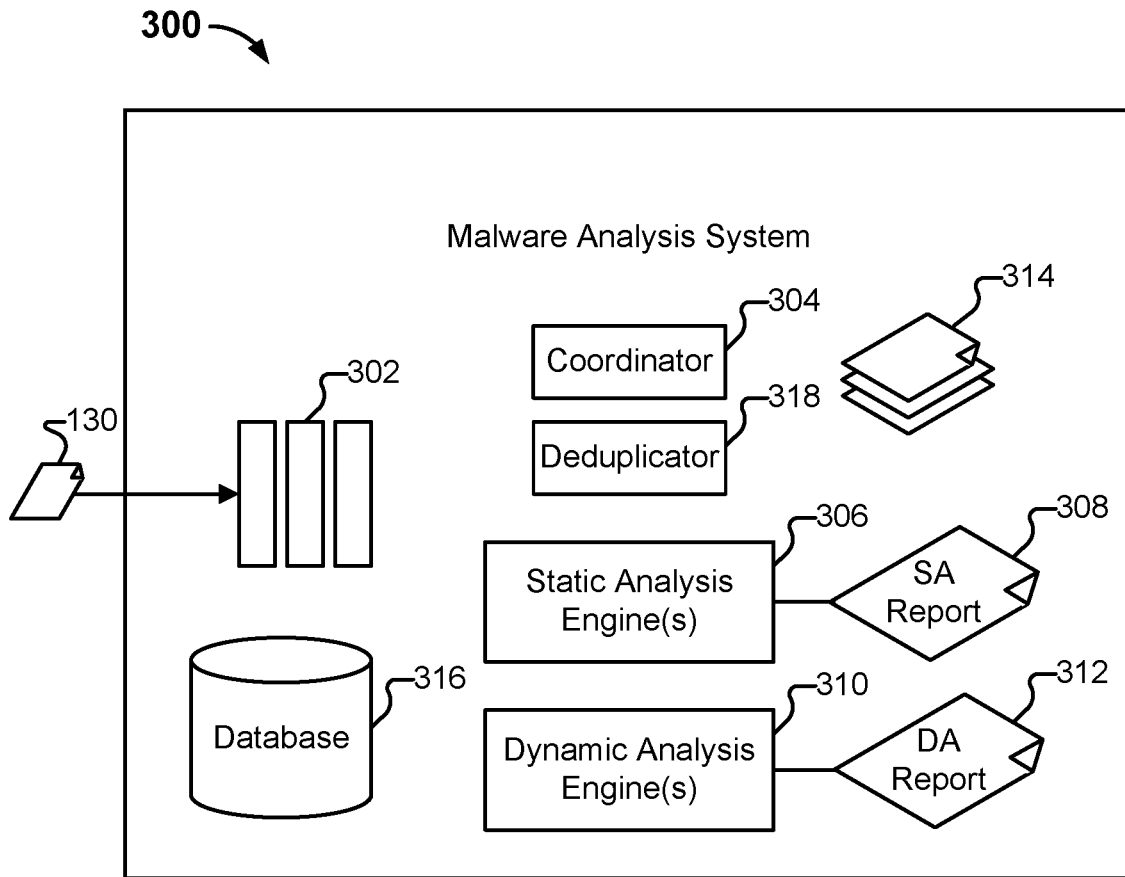 300
Malware Analysis System
304
Coordinator
314
302
318
Deduplicator
130
306
Static Analysis
Engine(s)
308
SA
Report
316
Database
310
Dynamic Analysis
Engine(s)
312
DA
Report